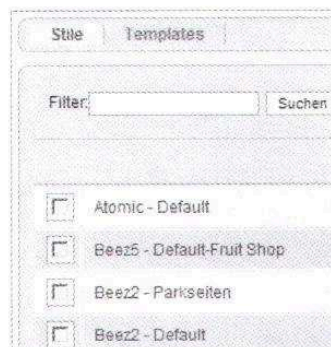 Stile Templates
Filter: Suchen
Atomic - Default
Beez5 - Default-Fruit Shop
Beez2 - Parkseiten
Beez2 - Default